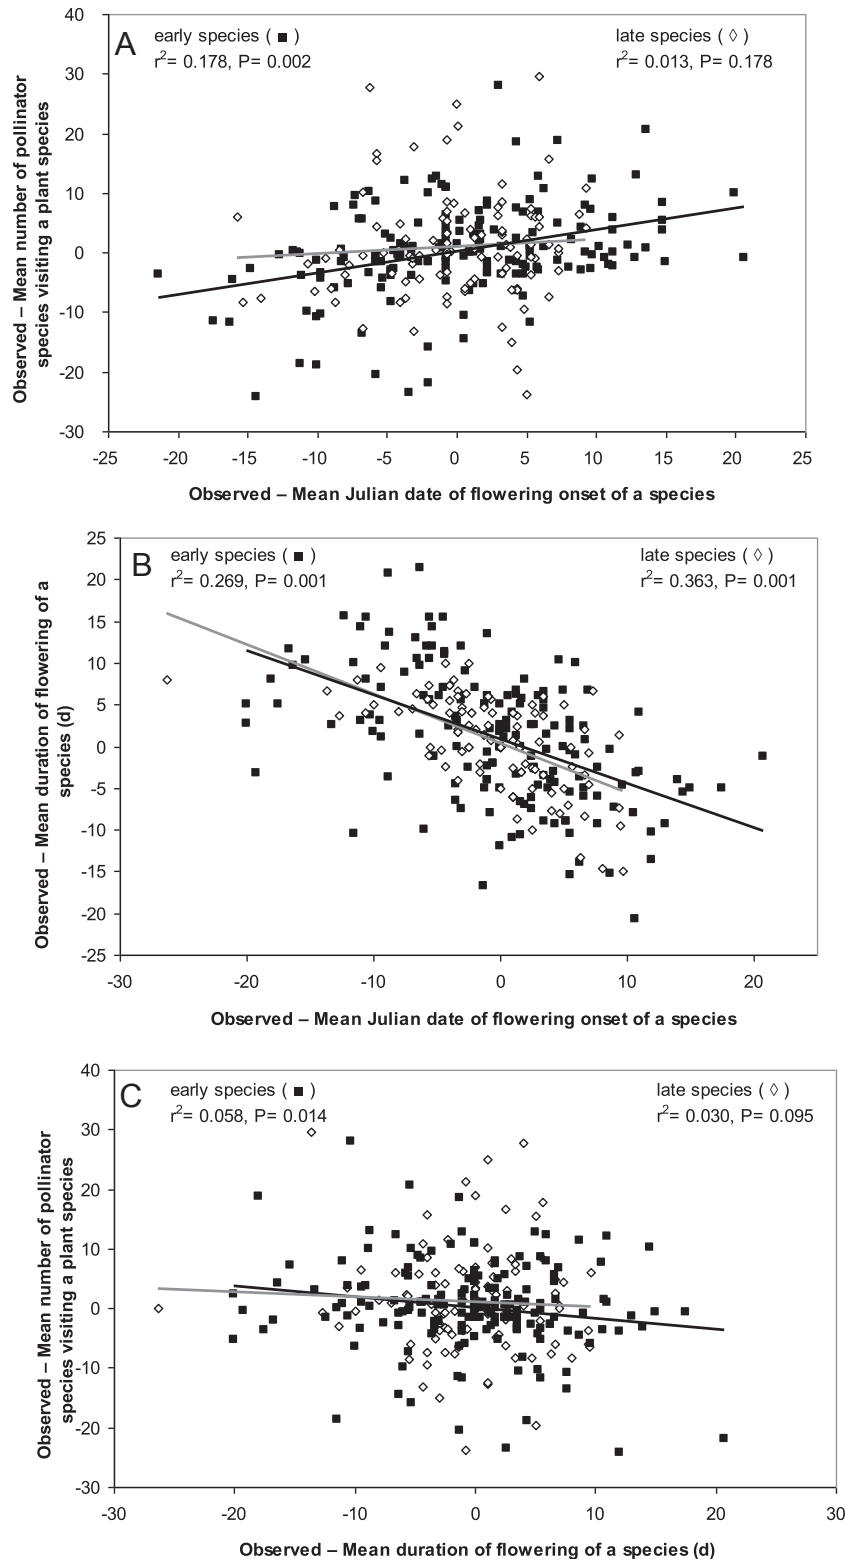 A
early species ( ■ )
r²= 0.178, P= 0.002
late species ( ◊ )
r²= 0.013, P= 0.178
40
30
20
10
0
-10
-20
-30
-25 -20 -15 -10 -5 0 5 10 15 20 25
Observed – Mean number of pollinator
species visiting a plant species
Observed – Mean Julian date of flowering onset of a species
B
early species ( ■ )
r²= 0.269, P= 0.001
late species ( ◊ )
r²= 0.363, P= 0.001
25
20
15
10
5
0
-5
-10
-15
-20
-25
-30 -20 -10 0 10 20
Observed – Mean duration of flowering of a
species (d)
Observed – Mean Julian date of flowering onset of a species
C
early species ( ■ )
r²= 0.058, P= 0.014
late species ( ◊ )
r²= 0.030, P= 0.095
40
30
20
10
0
-10
-20
-30
-30 -20 -10 0 10 20 30
Observed – Mean number of pollinator
species visiting a plant species
Observed – Mean duration of flowering of a species (d)